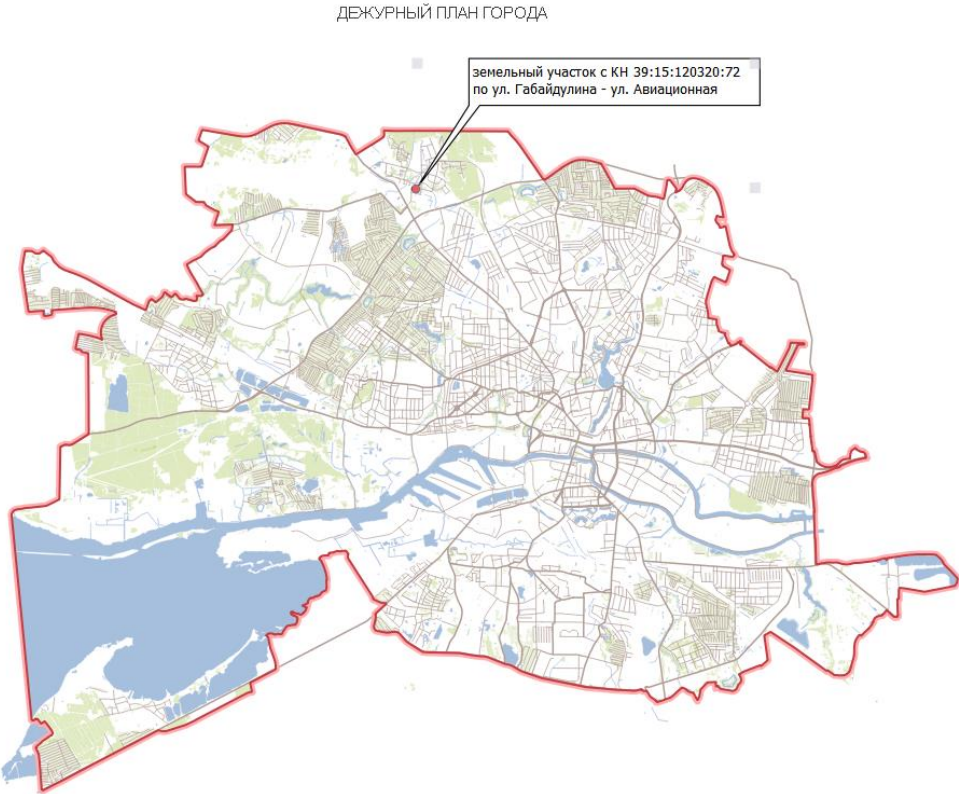 ДЕЖУРНЫЙ ПЛАН ГОРОДА
земельный участок с КН 39:15:120320:72
по ул. Габайдулина - ул. Авиационная